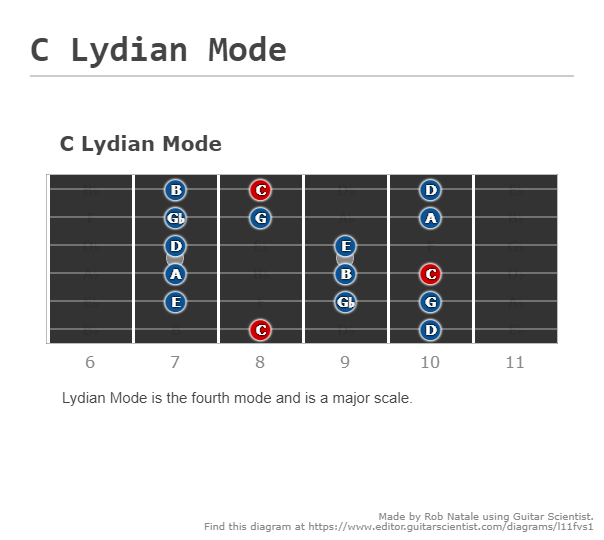 C Lydian Mode
C Lydian Mode
B C D
G♭ G A
D E
A B C
E G♭ G
C D
6 7 8 9 10 11
Lydian Mode is the fourth mode and is a major scale.
Made by Rob Natale using Guitar Scientist.
Find this diagram at https://www.editor.guitarscientist.com/diagrams/l11fvs1